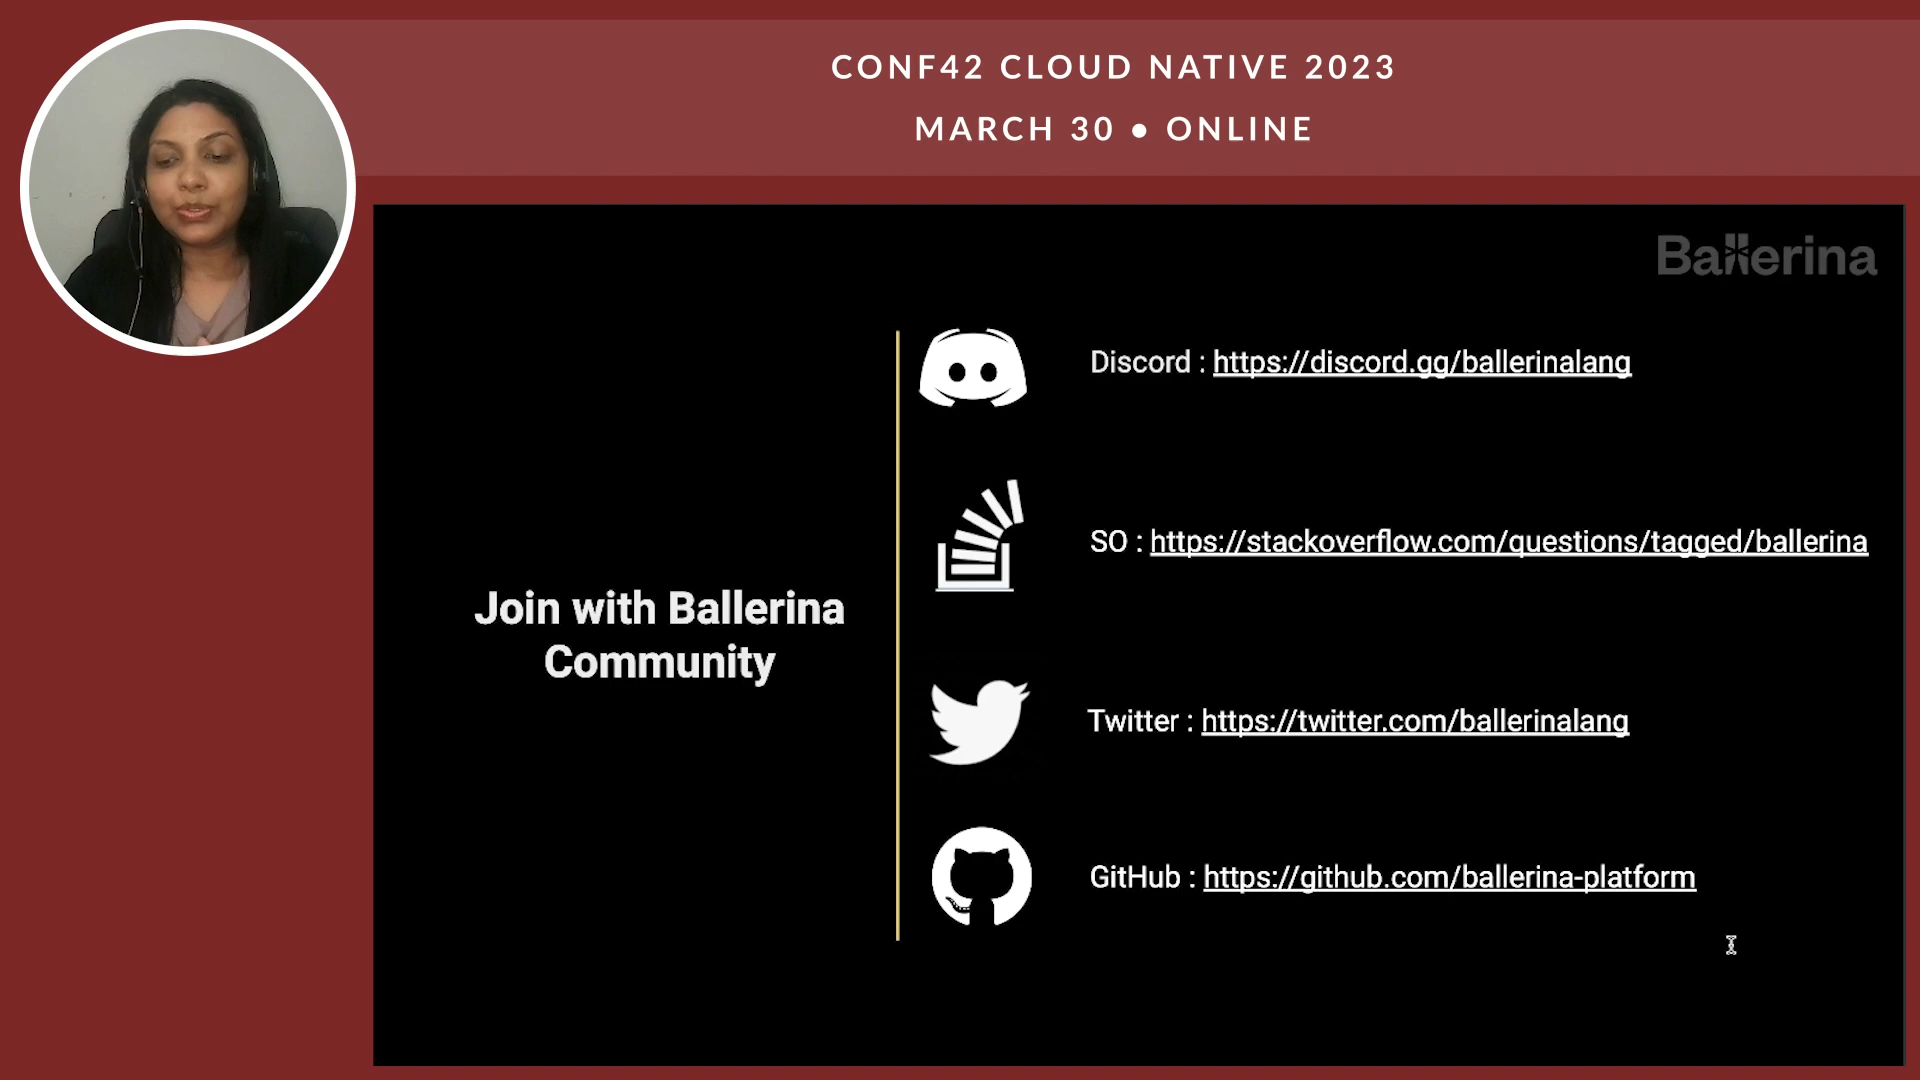 CONF42 CLOUD NATIVE 2023
MARCH 30 • ONLINE
Ballerina
Join with Ballerina
Community
Discord : https://discord.gg/ballerinalang
SO : https://stackoverflow.com/questions/tagged/ballerina
Twitter : https://twitter.com/ballerinalang
GitHub : https://github.com/ballerina-platform